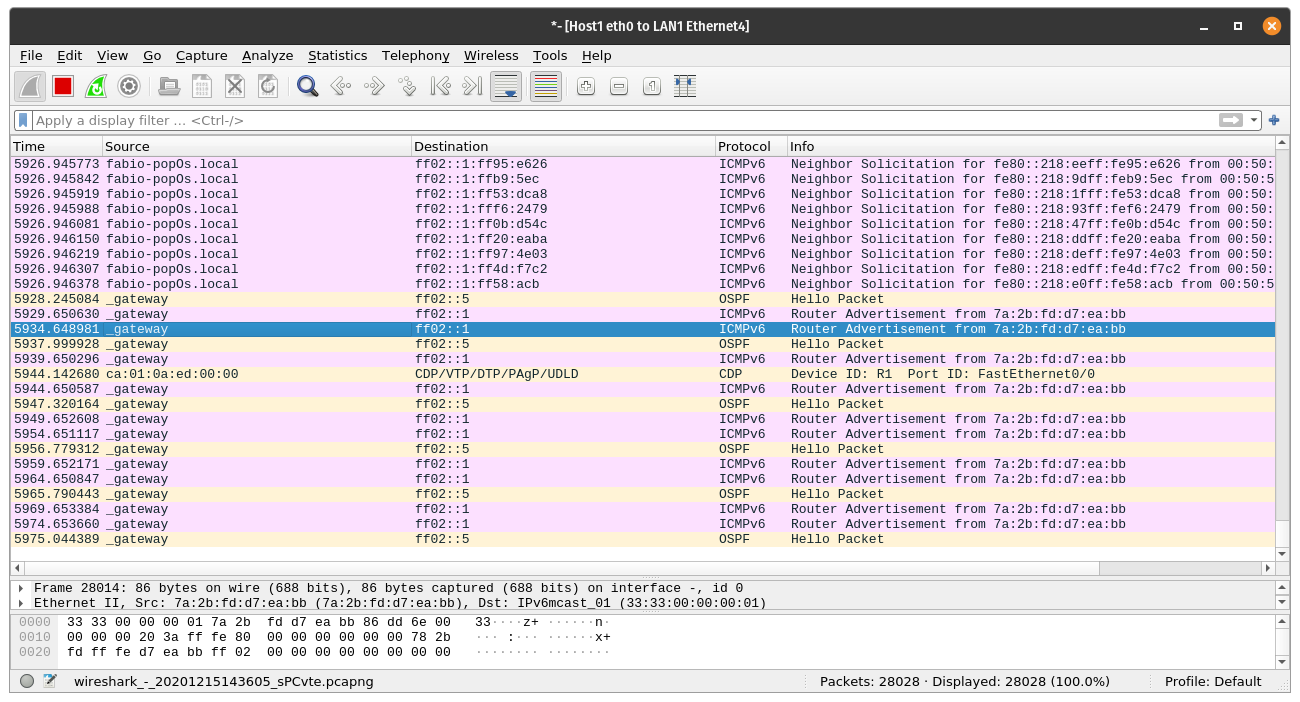 *- [Host1 eth0 to LAN1 Ethernet4]
File Edit View Go Capture Analyze Statistics Telephony Wireless Tools Help
Apply a display filter … <Ctrl-/>
Time Source Destination Protocol Info
5926.945773 fabio-popOs.local ff02::1:ff95:e626 ICMPv6 Neighbor Solicitation for fe80::218:eeff:fe95:e626 from 00:50:
5926.945842 fabio-popOs.local ff02::1:ffb9:5ec ICMPv6 Neighbor Solicitation for fe80::218:9dff:feb9:5ec from 00:50:5
5926.945919 fabio-popOs.local ff02::1:ff53:dca8 ICMPv6 Neighbor Solicitation for fe80::218:1fff:fe53:dca8 from 00:50:
5926.945988 fabio-popOs.local ff02::1:fff6:2479 ICMPv6 Neighbor Solicitation for fe80::218:93ff:fef6:2479 from 00:50:
5926.946081 fabio-popOs.local ff02::1:ff0b:d54c ICMPv6 Neighbor Solicitation for fe80::218:47ff:fe0b:d54c from 00:50:
5926.946150 fabio-popOs.local ff02::1:ff20:eaba ICMPv6 Neighbor Solicitation for fe80::218:ddff:fe20:eaba from 00:50:
5926.946219 fabio-popOs.local ff02::1:ff97:4e03 ICMPv6 Neighbor Solicitation for fe80::218:deff:fe97:4e03 from 00:50:
5926.946307 fabio-popOs.local ff02::1:ff4d:f7c2 ICMPv6 Neighbor Solicitation for fe80::218:edff:fe4d:f7c2 from 00:50:
5926.946378 fabio-popOs.local ff02::1:ff58:acb ICMPv6 Neighbor Solicitation for fe80::218:e0ff:fe58:acb from 00:50:5
5928.245084 _gateway ff02::5 OSPF Hello Packet
5929.650630 _gateway ff02::1 ICMPv6 Router Advertisement from 7a:2b:fd:d7:ea:bb
5934.648981 _gateway ff02::1 ICMPv6 Router Advertisement from 7a:2b:fd:d7:ea:bb
5937.999928 _gateway ff02::5 OSPF Hello Packet
5939.650296 _gateway ff02::1 ICMPv6 Router Advertisement from 7a:2b:fd:d7:ea:bb
5944.142680 ca:01:0a:ed:00:00 CDP/VTP/DTP/PAgP/UDLD CDP Device ID: R1  Port ID: FastEthernet0/0
5944.650587 _gateway ff02::1 ICMPv6 Router Advertisement from 7a:2b:fd:d7:ea:bb
5947.320164 _gateway ff02::5 OSPF Hello Packet
5949.652608 _gateway ff02::1 ICMPv6 Router Advertisement from 7a:2b:fd:d7:ea:bb
5954.651117 _gateway ff02::1 ICMPv6 Router Advertisement from 7a:2b:fd:d7:ea:bb
5956.779312 _gateway ff02::5 OSPF Hello Packet
5959.652171 _gateway ff02::1 ICMPv6 Router Advertisement from 7a:2b:fd:d7:ea:bb
5964.650847 _gateway ff02::1 ICMPv6 Router Advertisement from 7a:2b:fd:d7:ea:bb
5965.790443 _gateway ff02::5 OSPF Hello Packet
5969.653384 _gateway ff02::1 ICMPv6 Router Advertisement from 7a:2b:fd:d7:ea:bb
5974.653660 _gateway ff02::1 ICMPv6 Router Advertisement from 7a:2b:fd:d7:ea:bb
5975.044389 _gateway ff02::5 OSPF Hello Packet
Frame 28014: 86 bytes on wire (688 bits), 86 bytes captured (688 bits) on interface -, id 0
Ethernet II, Src: 7a:2b:fd:d7:ea:bb (7a:2b:fd:d7:ea:bb), Dst: IPv6mcast_01 (33:33:00:00:00:01)
0000 33 33 00 00 00 01 7a 2b fd d7 ea bb 86 dd 6e 00 33····z+ ······n·
0010 00 00 00 20 3a ff fe 80 00 00 00 00 00 00 78 2b ··· :··· ······x+
0020 fd ff fe d7 ea bb ff 02 00 00 00 00 00 00 00 00 ········ ········
wireshark_-_20201215143605_sPCvte.pcapng Packets: 28028 · Displayed: 28028 (100.0%) Profile: Default